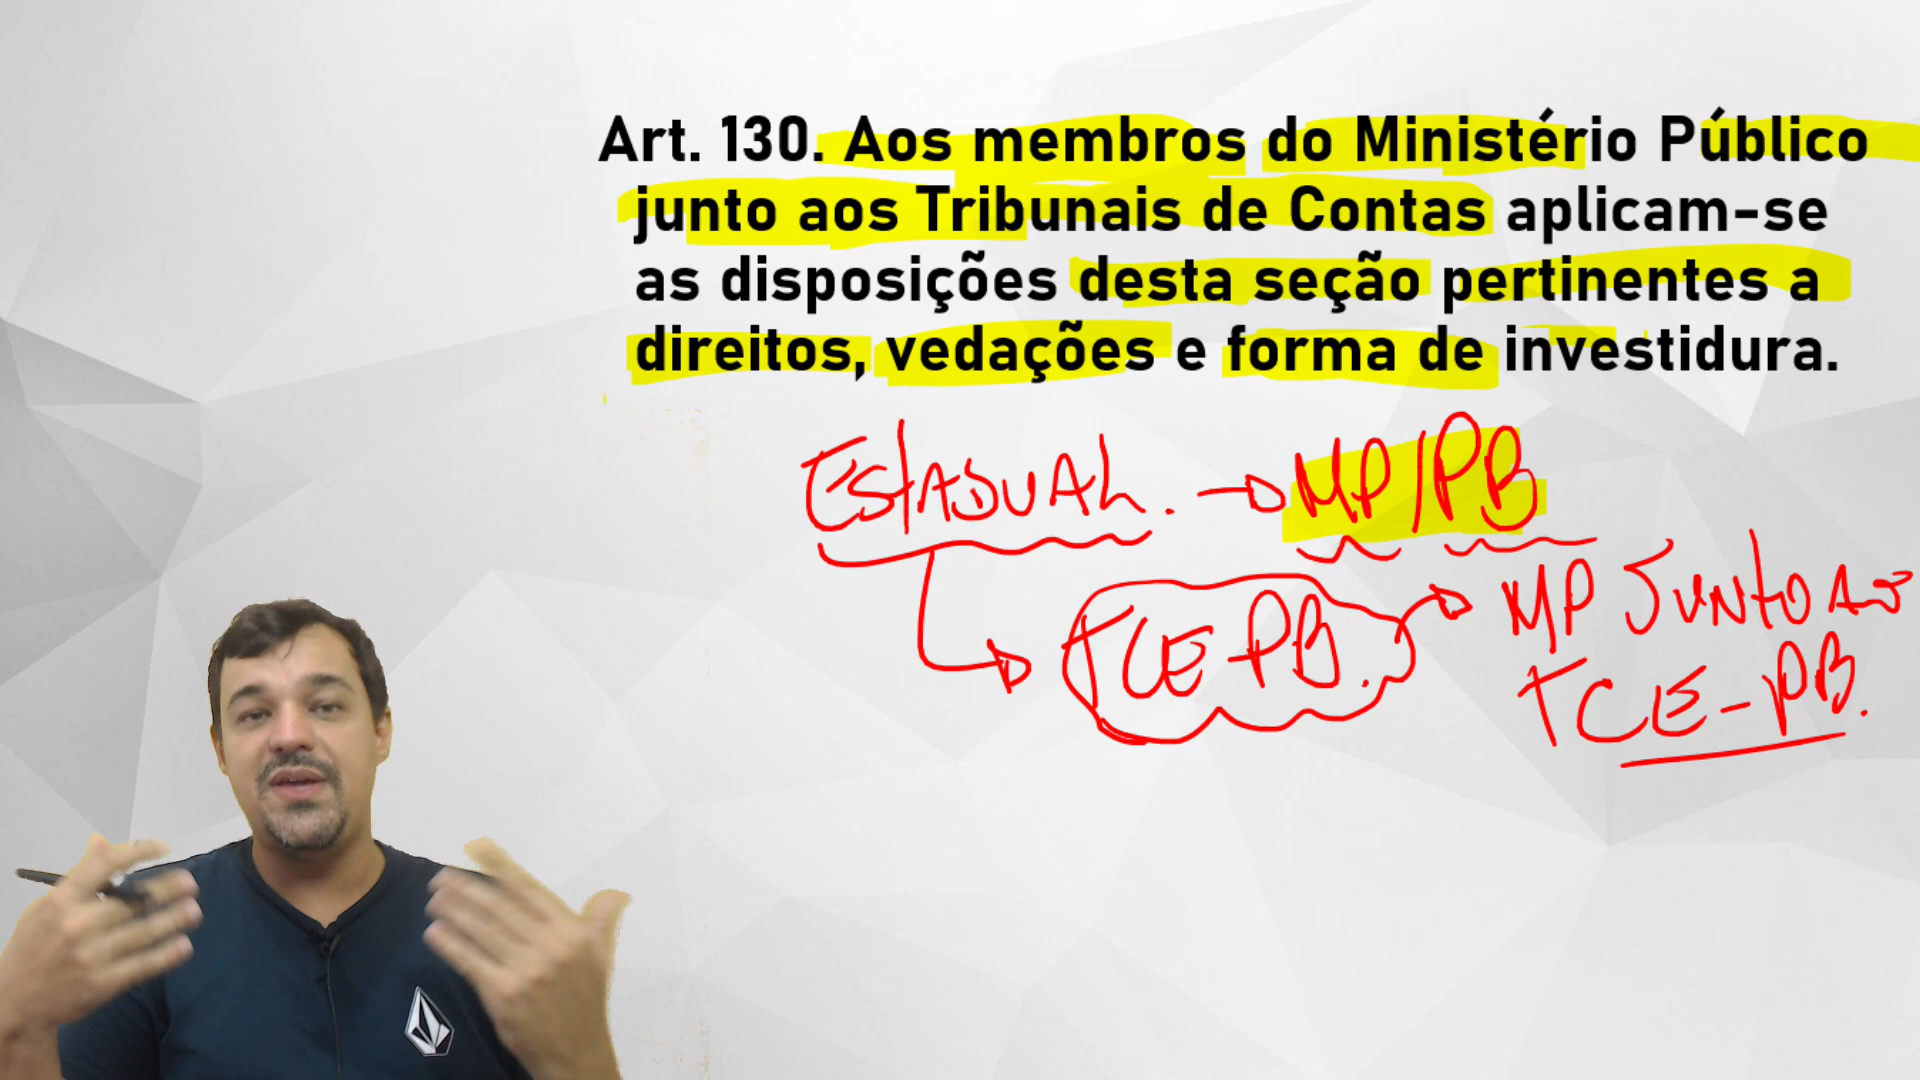 Art. 130. Aos membros do Ministério Público
junto aos Tribunais de Contas aplicam-se
as disposições desta seção pertinentes a
direitos, vedações e forma de investidura.
ESTADUAL. → MP/PB
TCE-PB. → MP JUNTO AO
TCE-PB.